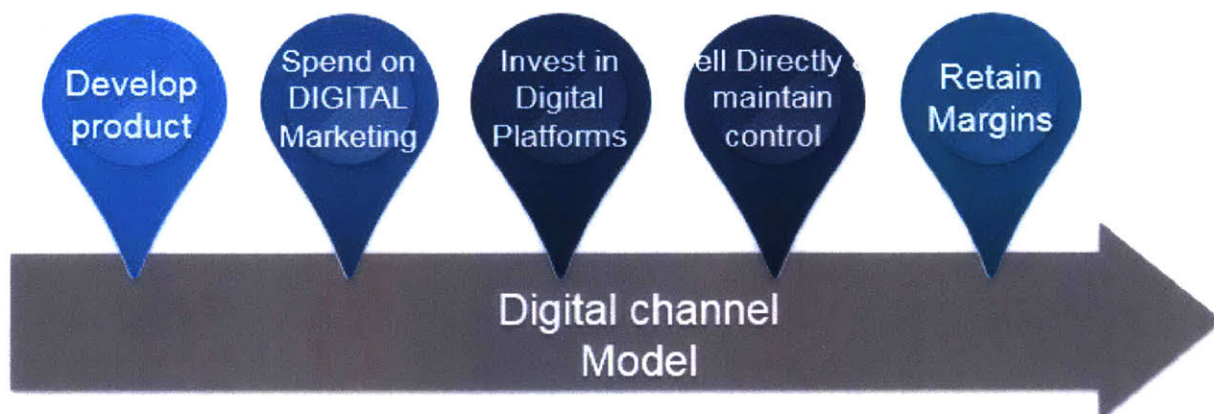 Develop
product
Spend on
DIGITAL
Marketing
Invest in
Digital
Platforms
ell Directly
maintain
control
Retain
Margins
Digital channel
Model